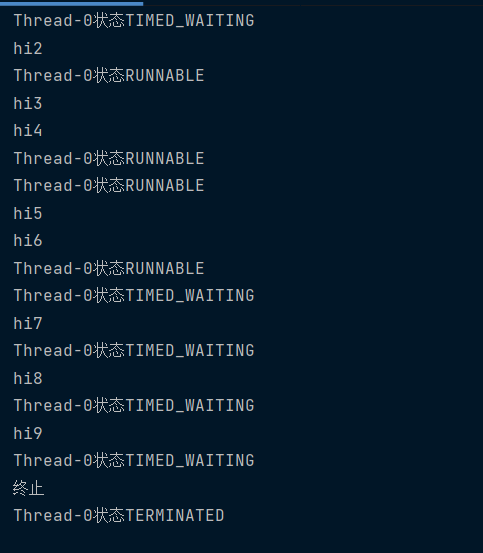 Thread-0状态TIMED_WAITING
hi2
Thread-0状态RUNNABLE
hi3
hi4
Thread-0状态RUNNABLE
Thread-0状态RUNNABLE
hi5
hi6
Thread-0状态RUNNABLE
Thread-0状态TIMED_WAITING
hi7
Thread-0状态TIMED_WAITING
hi8
Thread-0状态TIMED_WAITING
hi9
Thread-0状态TIMED_WAITING
终止
Thread-0状态TERMINATED